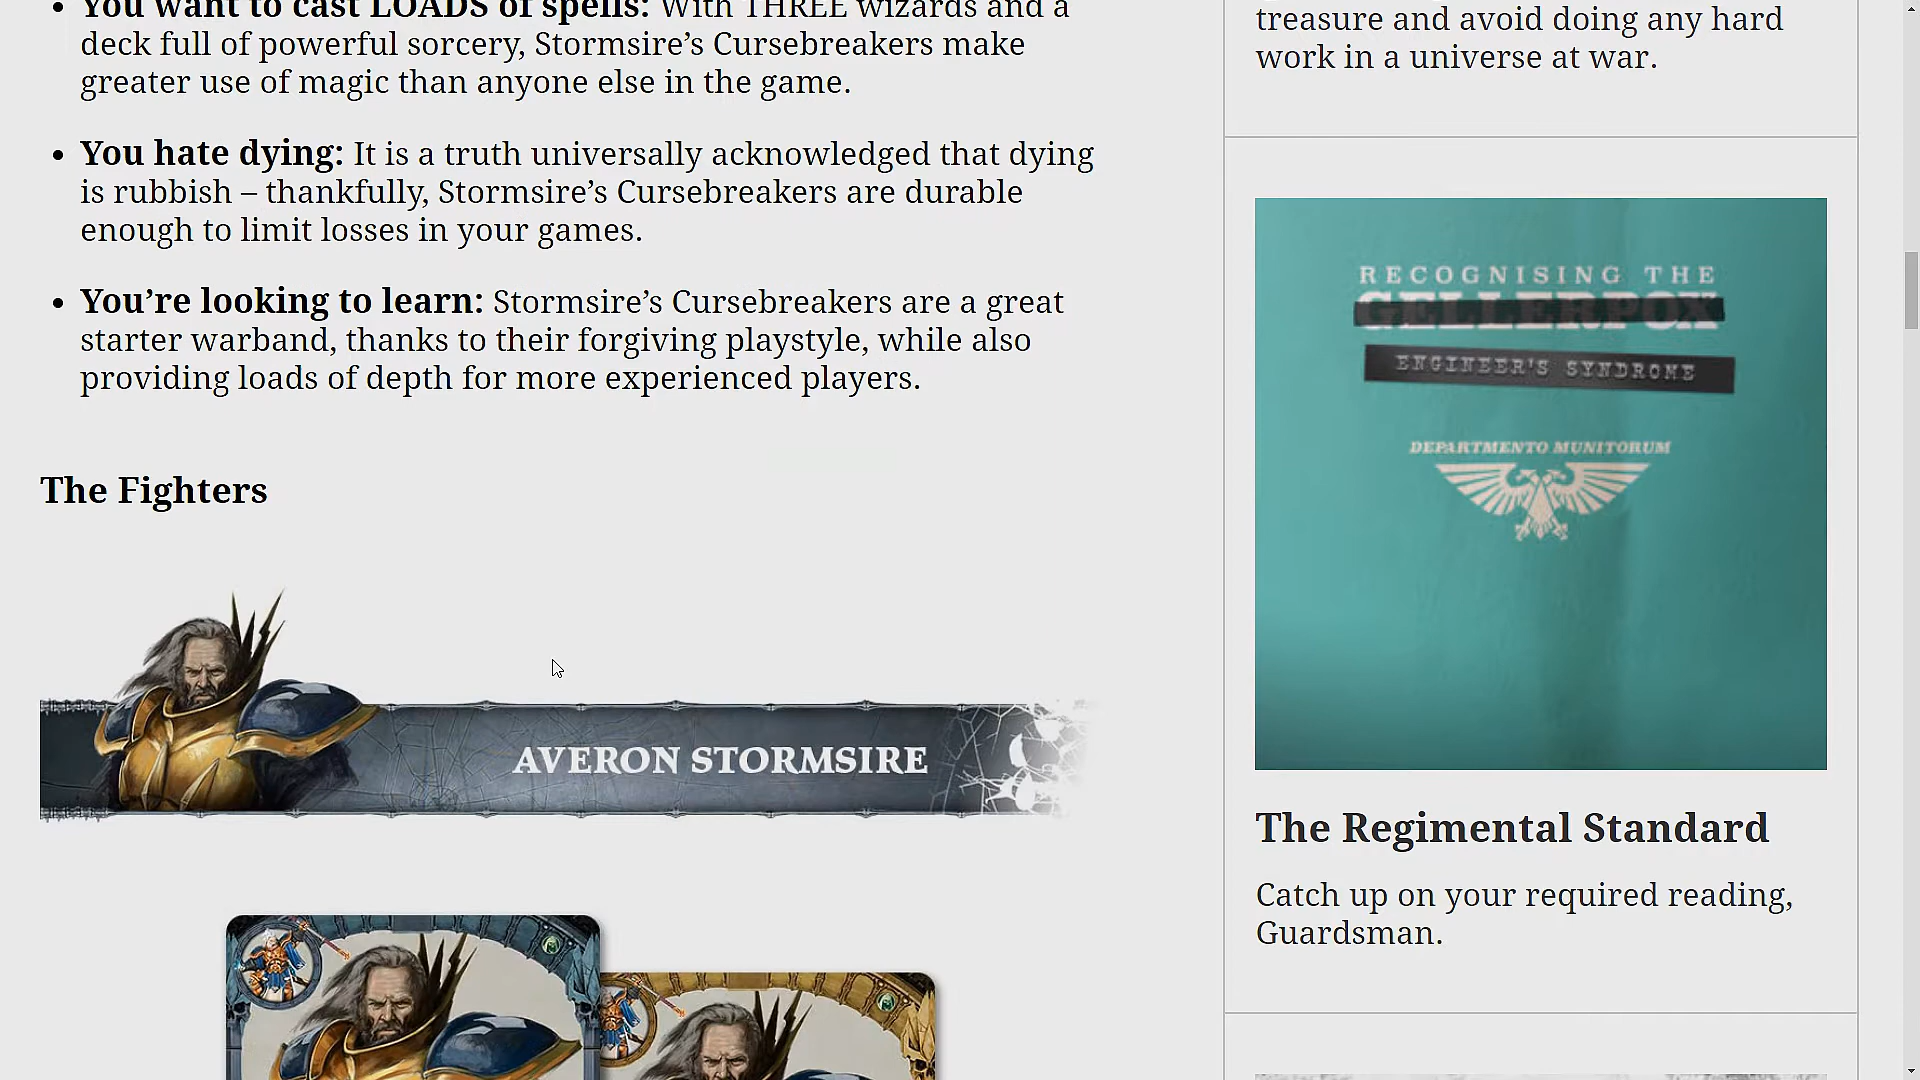 You want to cast LOADS of spells: With THREE wizards and a
deck full of powerful sorcery, Stormsire’s Cursebreakers make
greater use of magic than anyone else in the game.
You hate dying: It is a truth universally acknowledged that dying
is rubbish – thankfully, Stormsire’s Cursebreakers are durable
enough to limit losses in your games.
You’re looking to learn: Stormsire’s Cursebreakers are a great
starter warband, thanks to their forgiving playstyle, while also
providing loads of depth for more experienced players.
The Fighters
AVERON STORMSIRE
treasure and avoid doing any hard
work in a universe at war.
RECOGNISING THE
GELLERPOX
ENGINEER'S SYNDROME
DEPARTMENTO MUNITORUM
The Regimental Standard
Catch up on your required reading,
Guardsman.